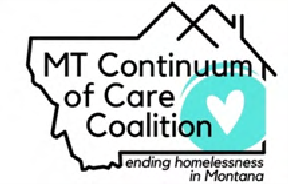 MT Continuum
of Care
Coalition
ending homelessness
in Montana